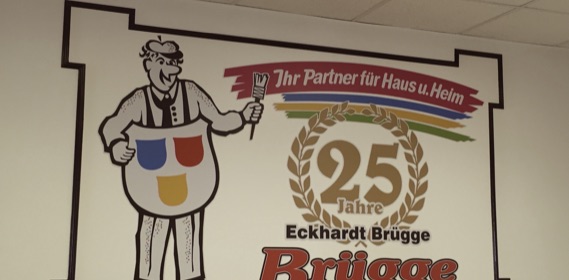 Ihr Partner für Haus u. Heim
25
Jahre
Eckhardt Brügge
Brügge